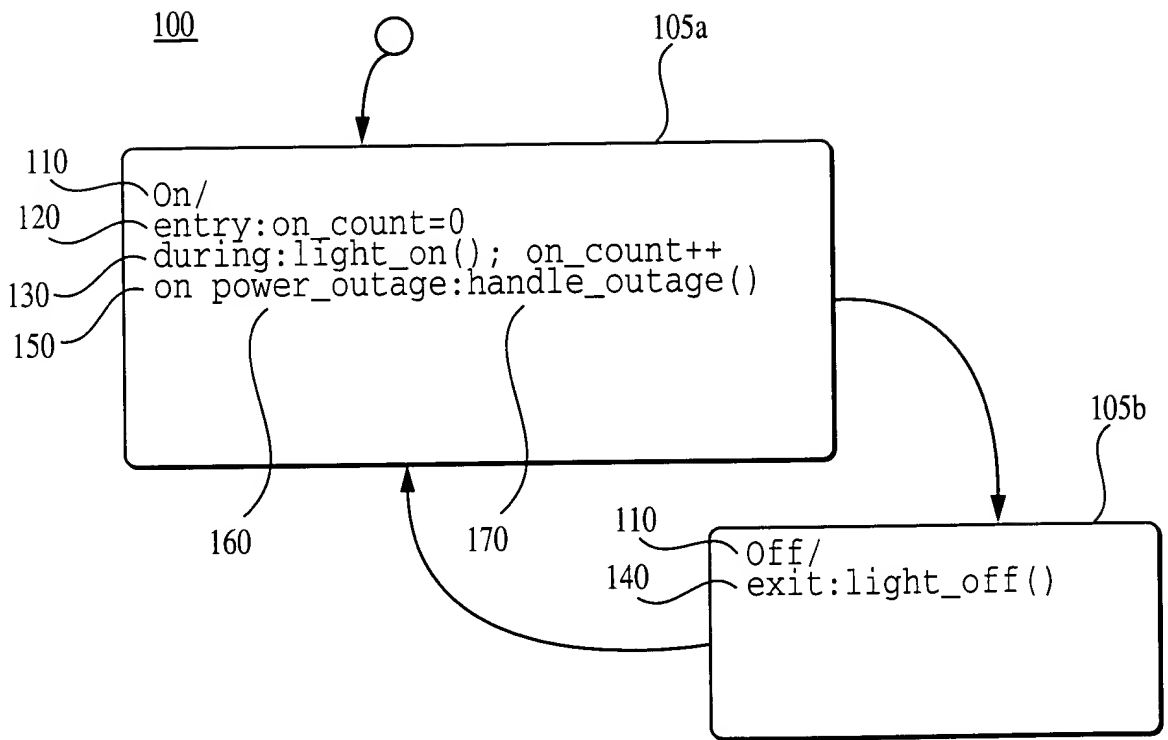 100
105a
110
On/
120
entry:on_count=0
130
during:light_on(); on_count++
150
on power_outage:handle_outage()
160
170
105b
110
Off/
140
exit:light_off()